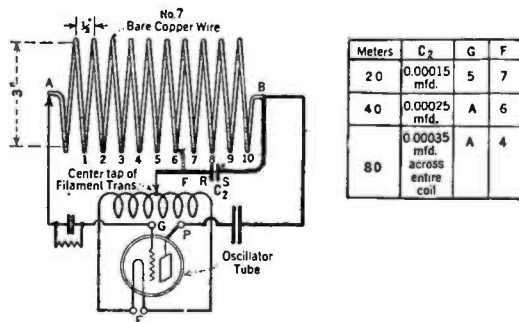 No.7
Bare Copper Wire
½"
3"
A
B
1 2 3 4 5 6 7 8 9 10
F R S
C₂
Center tap of
Filament Trans.
G P
Oscillator
Tube
F
Meters C₂ G F
20 0.00015 mfd. 5 7
40 0.00025 mfd. A 6
80 0.00035 mfd. across entire coil A 4